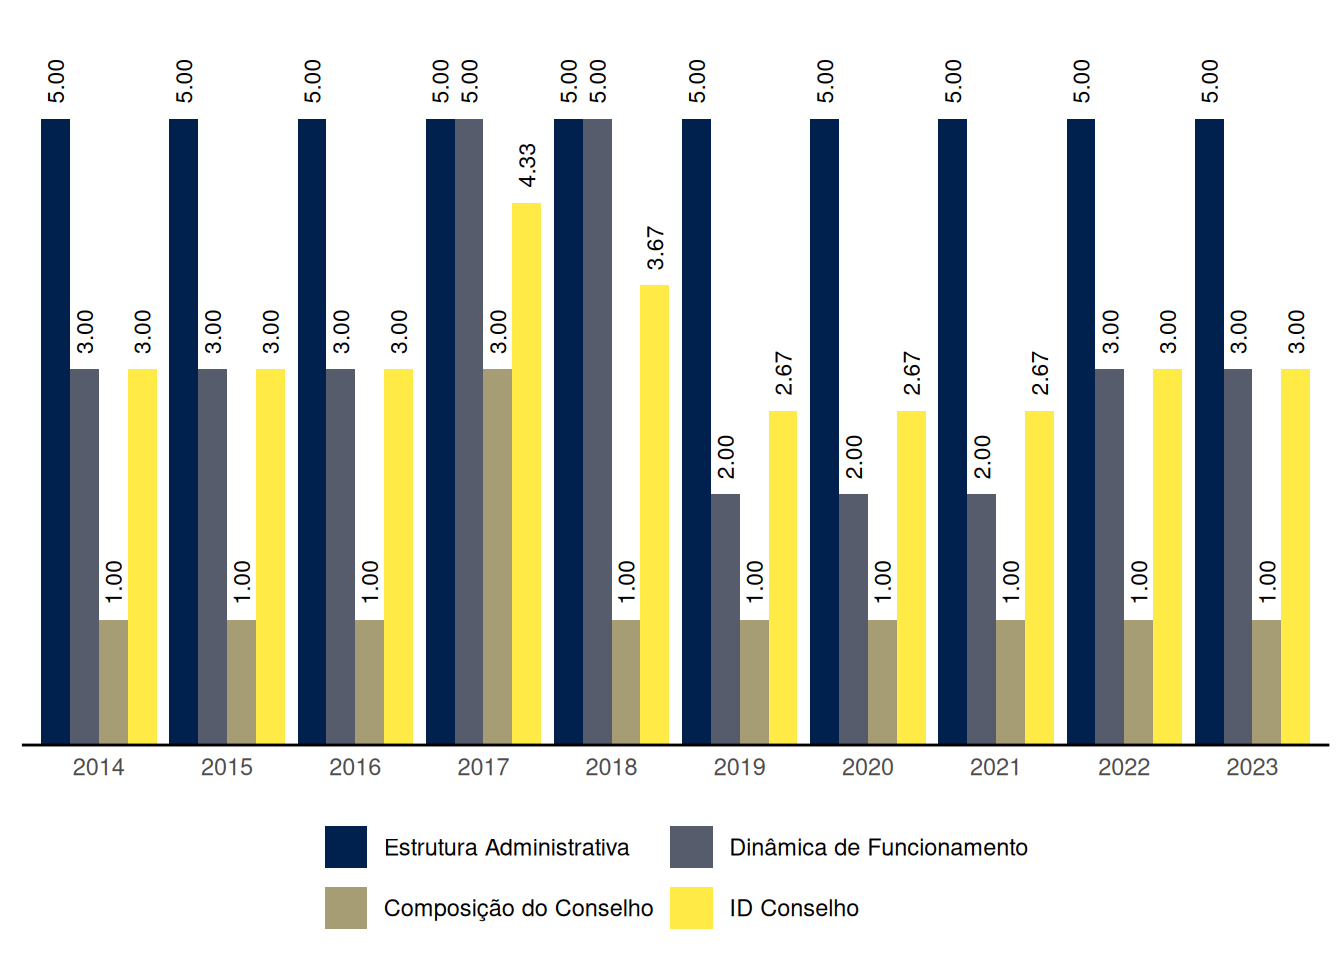 5.00 5.00 5.00 5.00 5.00 5.00 5.00 5.00 5.00 5.00 5.00 5.00
4.33
3.67
3.00 3.00 3.00 3.00 3.00 3.00 3.00 3.00 3.00 3.00 3.00
2.67 2.67 2.67
2.00 2.00 2.00
1.00 1.00 1.00 1.00 1.00 1.00 1.00 1.00 1.00
2014 2015 2016 2017 2018 2019 2020 2021 2022 2023
Estrutura Administrativa Dinâmica de Funcionamento
Composição do Conselho ID Conselho